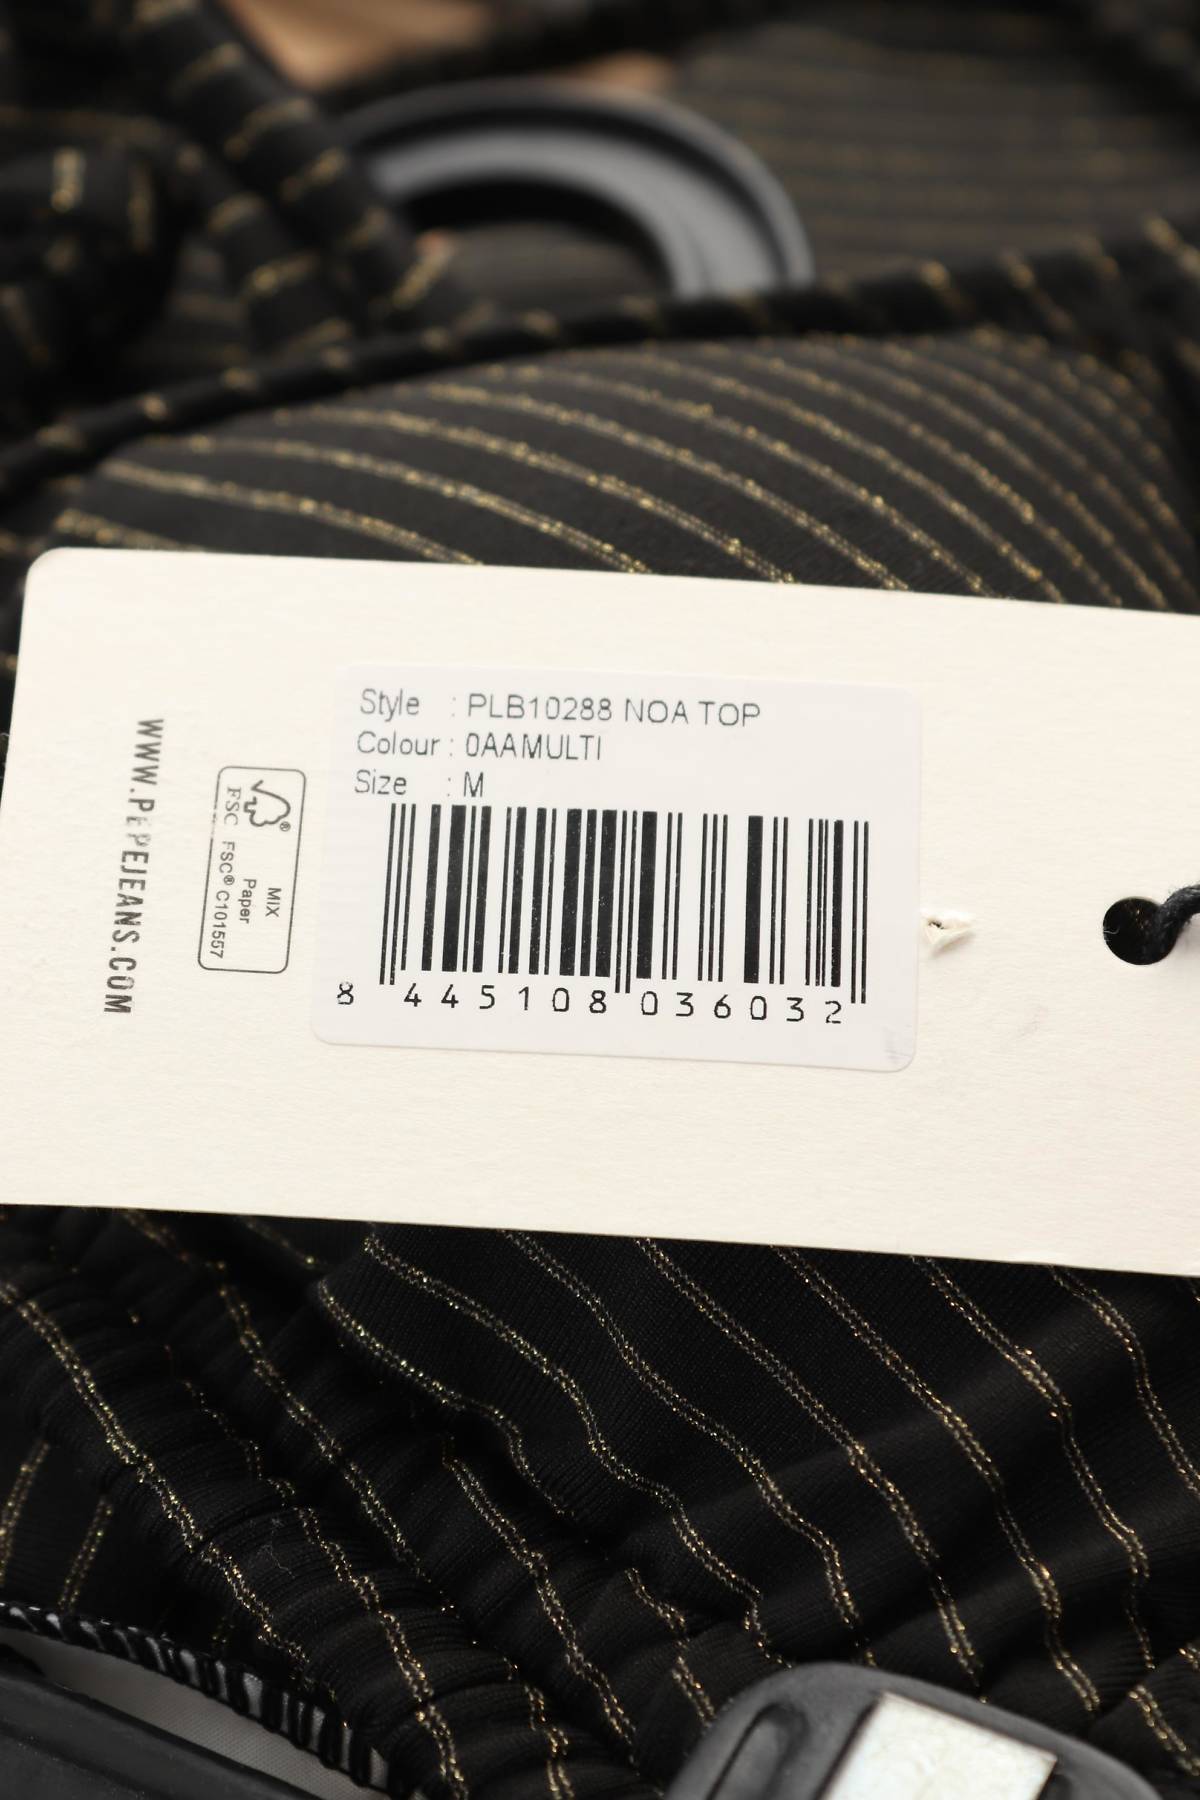 Style : PLB10288 NOA TOP
Colour : 0AAMULTI
Size : M
8 445108 036032
WWW.PEPEJEANS.COM
FSC
MIX
Paper
FSC® C101557